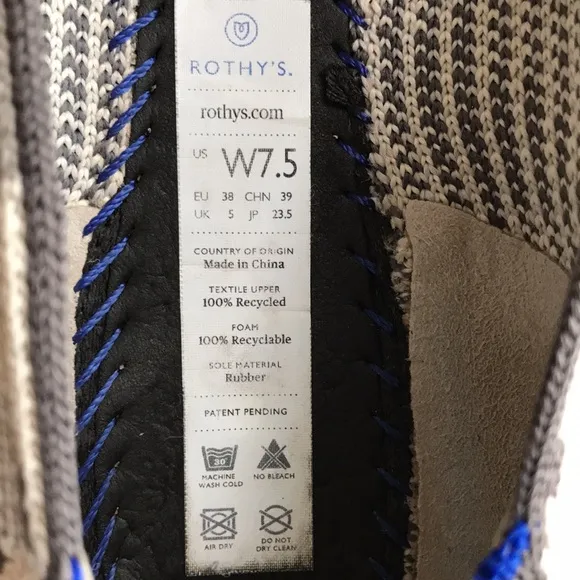 ROTHY'S.
rothys.com
US W7.5
EU 38 CHN 39
UK 5 JP 23.5
COUNTRY OF ORIGIN
Made in China
TEXTILE UPPER
100% Recycled
FOAM
100% Recyclable
SOLE MATERIAL
Rubber
PATENT PENDING
30°
MACHINE NO BLEACH
WASH COLD
AIR DRY DO NOT
DRY CLEAN